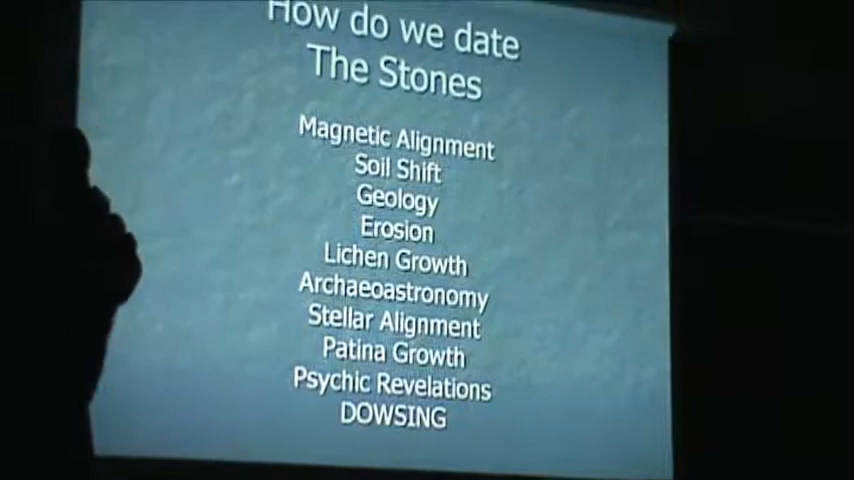 How do we date
The Stones
Magnetic Alignment
Soil Shift
Geology
Erosion
Lichen Growth
Archaeoastronomy
Stellar Alignment
Patina Growth
Psychic Revelations
DOWSING